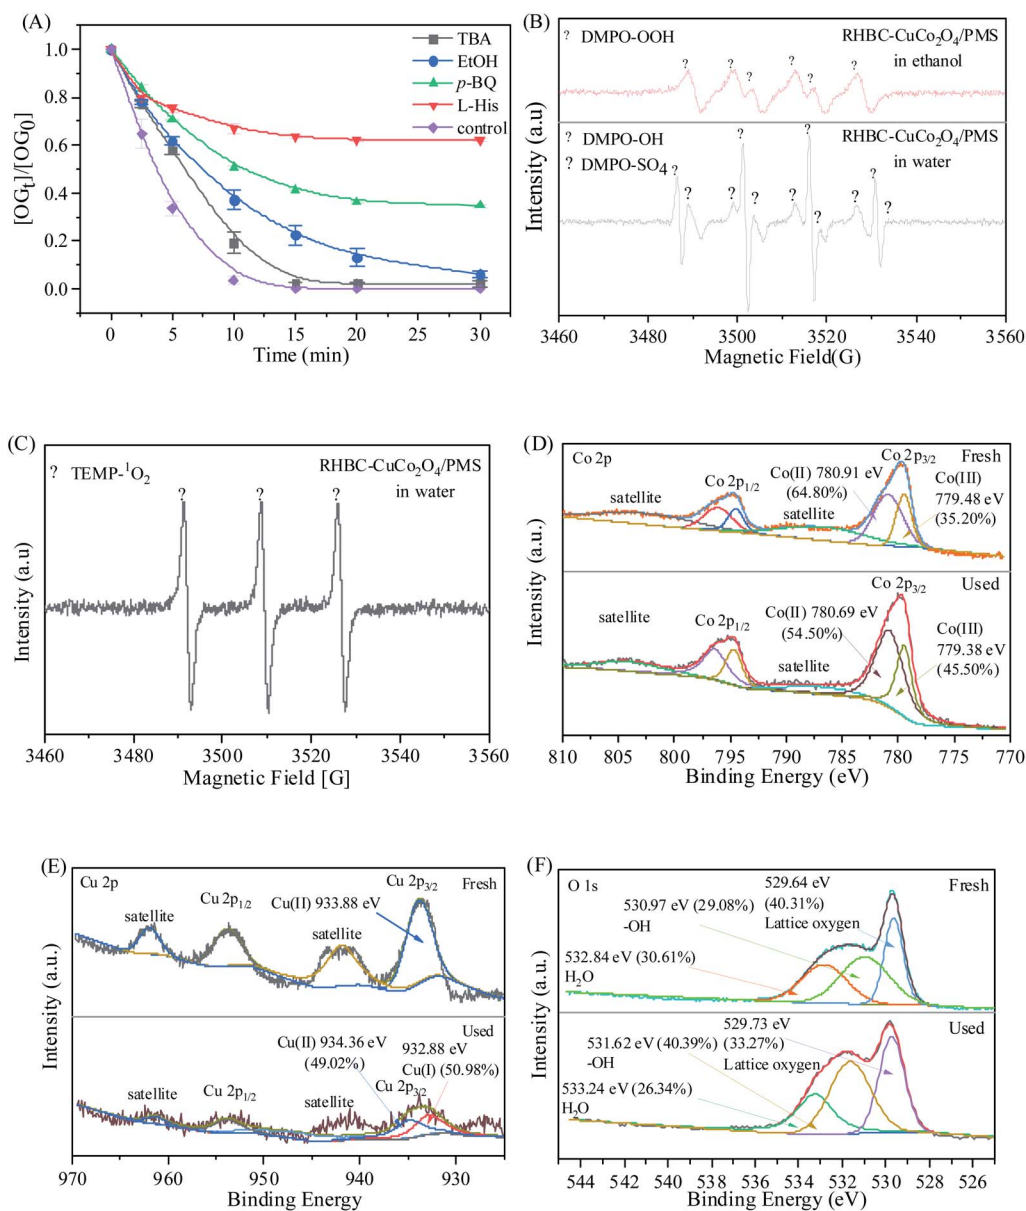 (A)
TBA
EtOH
p-BQ
L-His
control
1.0
0.8
0.6
0.4
0.2
0.0
[OGt]/[OG0]
0
5
10
15
20
30
Time (min)
(B)
? DMPO-OOH
RHBC-CuCo2O4/PMS
in ethanol
? ? ? ? ? ?
? DMPO-OH
? DMPO-SO4
RHBC-CuCo2O4/PMS
in water
? ? ? ? ? ? ? ? ? ? ?
Intensity (a.u)
3460 3480 3500 3520 3540 3560
Magnetic Field(G)
(C)
? TEMP-1O2
RHBC-CuCo2O4/PMS
in water
? ? ?
Intensity (a.u)
3460 3480 3500 3520 3540 3560
Magnetic Field [G]
(D)
Co 2p
Co 2p3/2
Fresh
Co 2p1/2
Co(II) 780.91 eV
(64.80%)
Co(III)
779.48 eV
(35.20%)
satellite
satellite
Co 2p3/2
Used
Co(II) 780.69 eV
(54.50%)
satellite
Co 2p1/2
Co(III)
779.38 eV
(45.50%)
satellite
Intensity (a.u.)
810 805 800 795 790 785 780 775 770
Binding Energy (eV)
(E)
Cu 2p
Cu 2p3/2
Fresh
Cu 2p1/2
Cu(II) 933.88 eV
satellite
satellite
Used
Cu(II) 934.36 eV
(49.02%)
932.88 eV
Cu(I) (50.98%)
Cu 2p3/2
satellite
Cu 2p1/2
satellite
Intensity (a.u.)
970 960 950 940 930
Binding Energy
(F)
O 1s
529.64 eV
(40.31%)
Lattice oxygen
Fresh
530.97 eV (29.08%)
-OH
532.84 eV (30.61%)
H2O
529.73 eV
(33.27%)
Lattice oxygen
Used
531.62 eV (40.39%)
-OH
533.24 eV (26.34%)
H2O
Intensity (a.u.)
544 542 540 538 536 534 532 530 528 526
Binding Energy (eV)